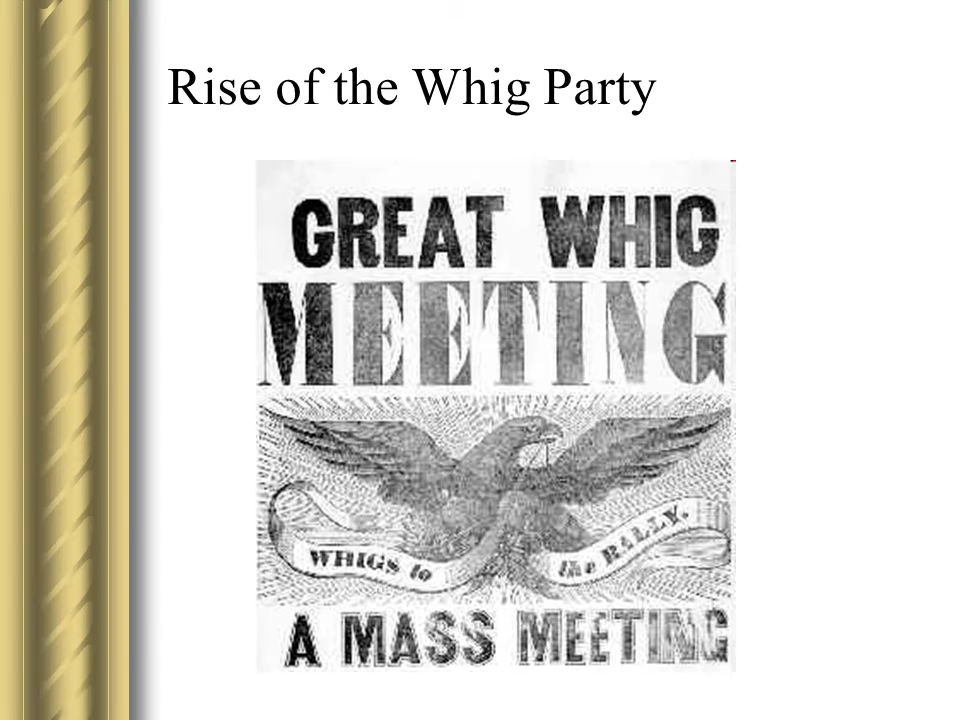 Rise of the Whig Party
GREAT WHIG
MEETING
WHIGS to the RALLY.
A MASS MEETING